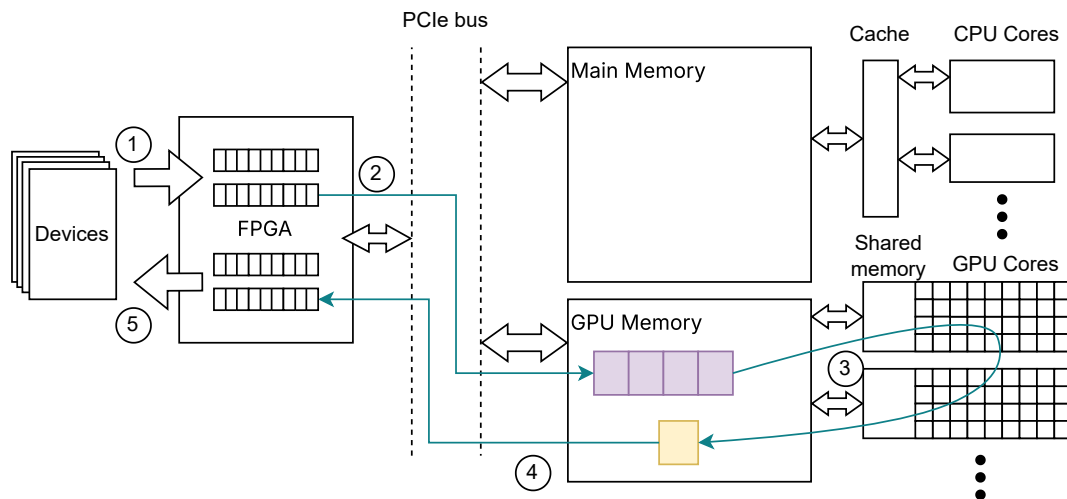 PCIe bus
Cache
CPU Cores
Main Memory
1
2
Devices
FPGA
Shared
memory
GPU Cores
5
GPU Memory
3
4